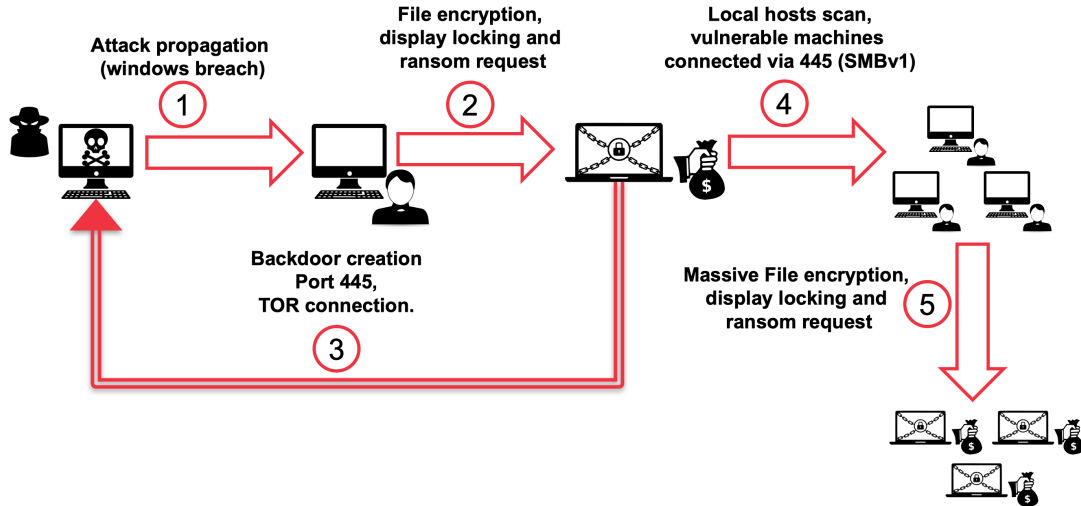 Attack propagation
(windows breach)
1
File encryption,
display locking and
ransom request
2
Local hosts scan,
vulnerable machines
connected via 445 (SMBv1)
4
$
Backdoor creation
Port 445,
TOR connection.
3
Massive File encryption,
display locking and
ransom request
5
$
$
$